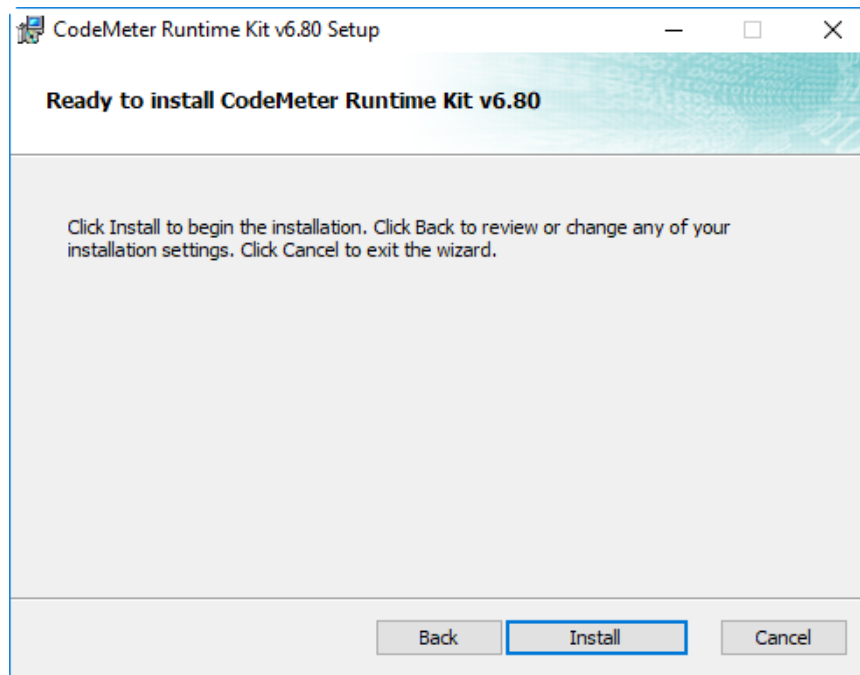 CodeMeter Runtime Kit v6.80 Setup
Ready to install CodeMeter Runtime Kit v6.80
Click Install to begin the installation. Click Back to review or change any of your
installation settings. Click Cancel to exit the wizard.
Back Install Cancel